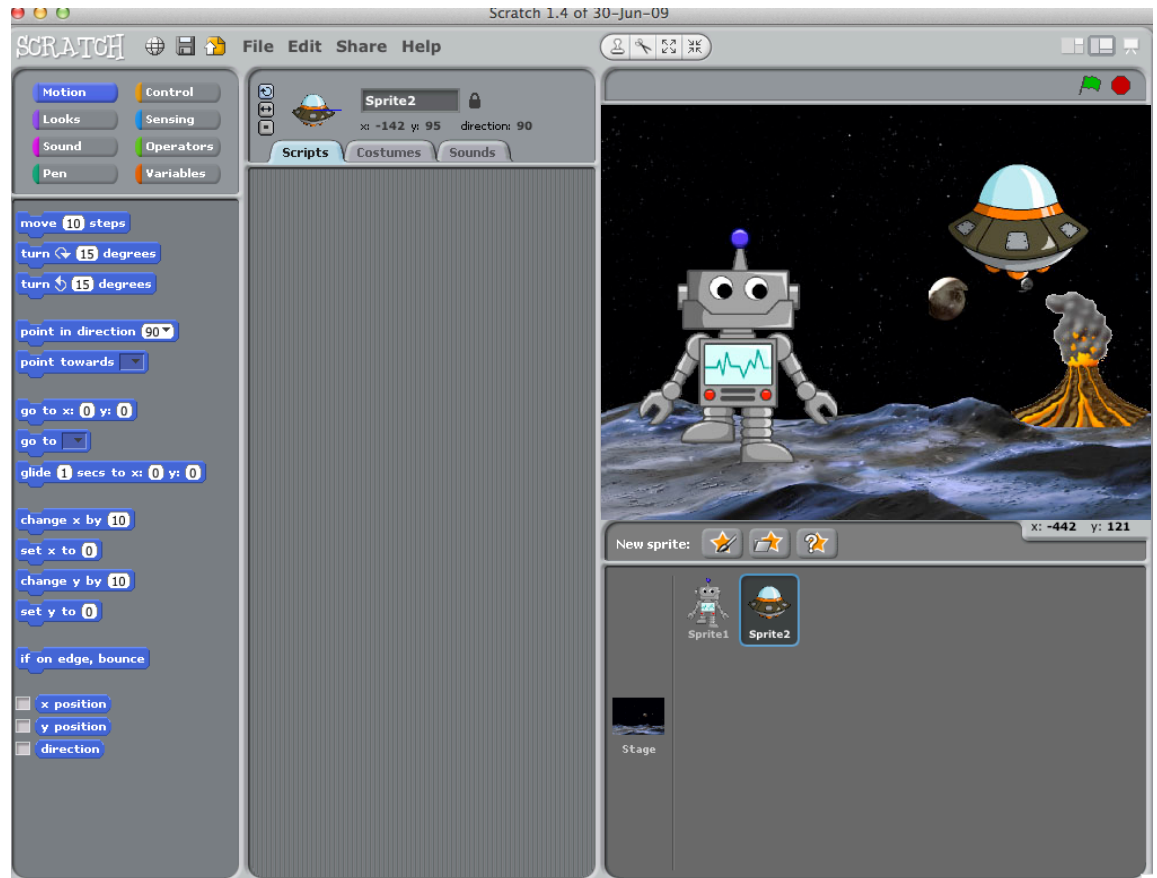 Scratch 1.4 of 30-Jun-09
SCRATCH File Edit Share Help
Motion Control
Looks Sensing
Sound Operators
Pen Variables
Sprite2
x: -142 y: 95 direction: 90
Scripts Costumes Sounds
move 10 steps
turn 15 degrees
turn 15 degrees
point in direction 90
point towards
go to x: 0 y: 0
go to
glide 1 secs to x: 0 y: 0
change x by 10
set x to 0
change y by 10
set y to 0
if on edge, bounce
x position
y position
direction
x: -442 y: 121
New sprite:
Sprite1 Sprite2
Stage